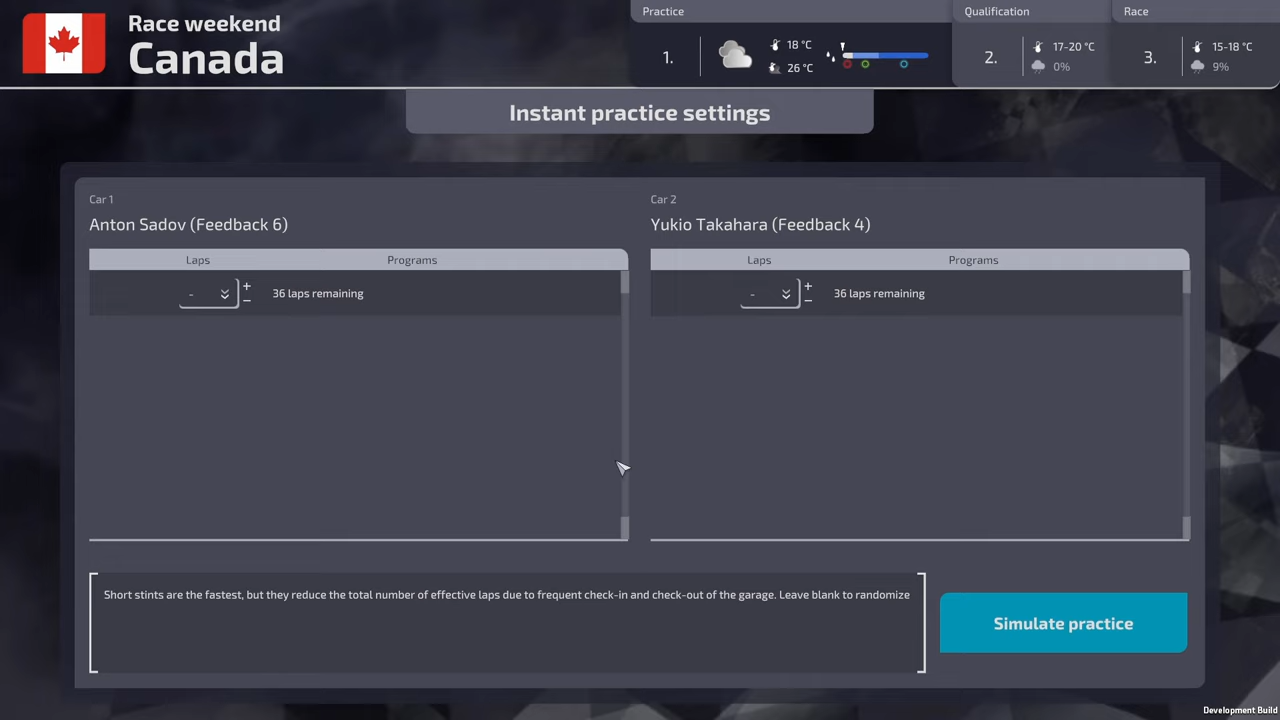 Race weekend
Canada
Practice
1.
18 °C
26 °C
Qualification
2.
17-20 °C
0%
Race
3.
15-18 °C
9%
Instant practice settings
Car 1
Anton Sadov (Feedback 6)
Laps
Programs
-
+
−
36 laps remaining
Car 2
Yukio Takahara (Feedback 4)
Laps
Programs
-
+
−
36 laps remaining
Short stints are the fastest, but they reduce the total number of effective laps due to frequent check-in and check-out of the garage. Leave blank to randomize
Simulate practice
Development Build